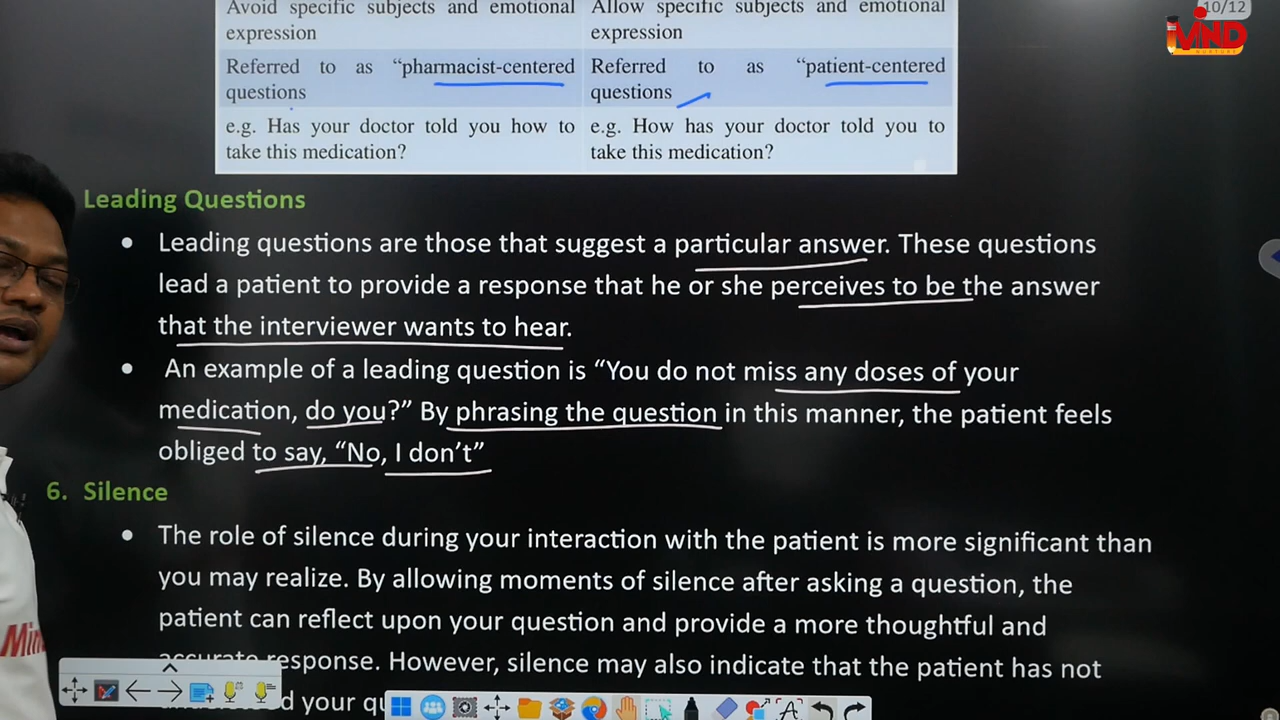 Avoid specific subjects and emotional expression
Allow specific subjects and emotional expression
Referred to as “pharmacist-centered questions
Referred to as “patient-centered questions
e.g. Has your doctor told you how to take this medication?
e.g. How has your doctor told you to take this medication?
10/12
MIND
NURTURE
Leading Questions
• Leading questions are those that suggest a particular answer. These questions
lead a patient to provide a response that he or she perceives to be the answer
that the interviewer wants to hear.
• An example of a leading question is “You do not miss any doses of your
medication, do you?” By phrasing the question in this manner, the patient feels
obliged to say, “No, I don’t”
6. Silence
• The role of silence during your interaction with the patient is more significant than
you may realize. By allowing moments of silence after asking a question, the
patient can reflect upon your question and provide a more thoughtful and
accurate response. However, silence may also indicate that the patient has not
your
Min